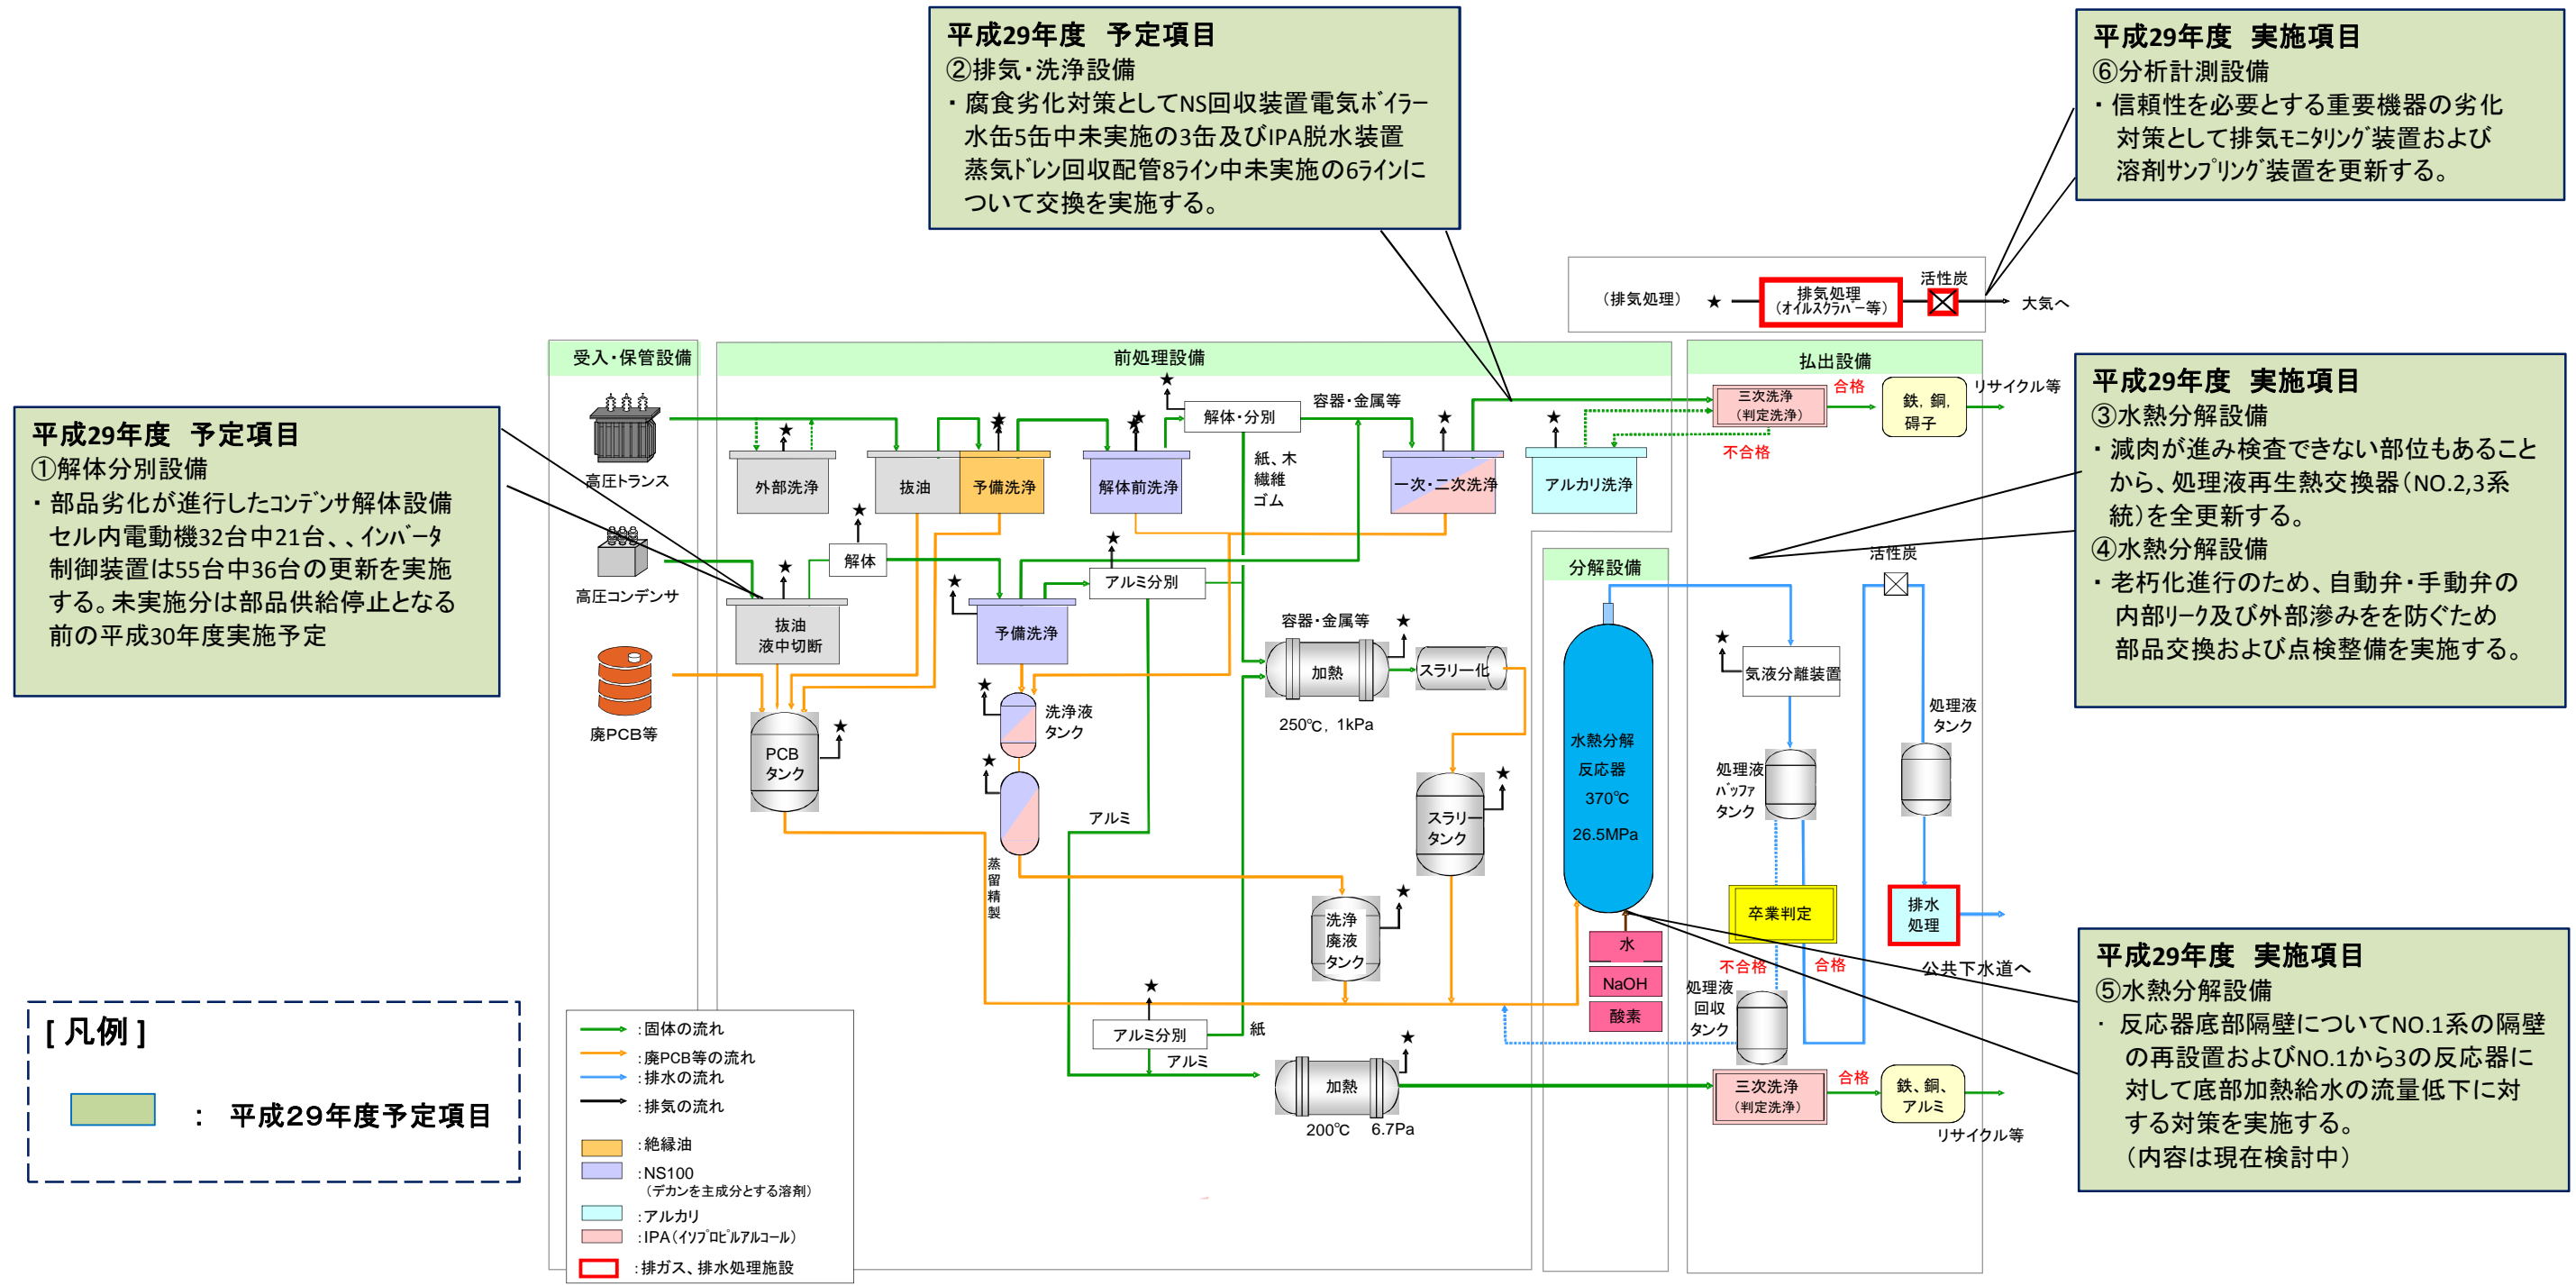 平成29年度　予定項目
②排気・洗浄設備
・腐食劣化対策としてNS回収装置電気ﾎﾞｲﾗｰ
水缶5缶中未実施の3缶及びIPA脱水装置
蒸気ﾄﾞﾚﾝ回収配管8ﾗｲﾝ中未実施の6ﾗｲﾝに
ついて交換を実施する。
平成29年度　実施項目
⑥分析計測設備
・信頼性を必要とする重要機器の劣化
対策として排気ﾓﾆﾀﾘﾝｸﾞ装置および
溶剤ｻﾝﾌﾟﾘﾝｸﾞ装置を更新する。
（排気処理）
★
排気処理
（ｵｲﾙｽｸﾗﾊﾞｰ等）
活性炭
大気へ
受入・保管設備
前処理設備
払出設備
平成29年度　予定項目
①解体分別設備
・部品劣化が進行したｺﾝﾃﾞﾝｻ解体設備
セル内電動機32台中21台、、ｲﾝﾊﾞｰﾀ
制御装置は55台中36台の更新を実施
する。未実施分は部品供給停止となる
前の平成30年度実施予定
高圧トランス
高圧コンデンサ
廃PCB等
外部洗浄
抜油
予備洗浄
解体前洗浄
解体・分別
容器・金属等
紙、木
繊維
ゴム
一次・二次洗浄
アルカリ洗浄
三次洗浄
（判定洗浄）
合格
不合格
鉄，銅，
碍子
リサイクル等
解体
アルミ分別
抜油
液中切断
予備洗浄
容器・金属等
加熱
スラリー化
250℃，1kPa
洗浄液
タンク
PCB
タンク
アルミ
蒸
留
精
製
スラリー
タンク
洗浄
廃液
タンク
分解設備
水熱分解
反応器
370℃
26.5MPa
水
NaOH
酸素
活性炭
気液分離装置
処理液
タンク
処理液
ﾊﾞｯﾌｧ
タンク
卒業判定
不合格
合格
排水
処理
公共下水道へ
処理液
回収
タンク
アルミ分別
紙
アルミ
加熱
200℃　6.7Pa
三次洗浄
（判定洗浄）
合格
鉄、銅、
アルミ
リサイクル等
平成29年度　実施項目
③水熱分解設備
・減肉が進み検査できない部位もあること
から、処理液再生熱交換器（NO.2,3系
統）を全更新する。
④水熱分解設備
・老朽化進行のため、自動弁・手動弁の
内部ﾘｰｸ及び外部滲みをを防ぐため
部品交換および点検整備を実施する。
平成29年度　実施項目
⑤水熱分解設備
・ 反応器底部隔壁についてNO.1系の隔壁
の再設置およびNO.1から3の反応器に
対して底部加熱給水の流量低下に対
する対策を実施する。
（内容は現在検討中）
[ 凡例 ]
：　平成２９年度予定項目
：固体の流れ
：廃PCB等の流れ
：排水の流れ
：排気の流れ
：絶縁油
：NS100
（デカンを主成分とする溶剤）
：アルカリ
：IPA（ｲｿﾌﾟﾛﾋﾟﾙｱﾙｺｰﾙ）
：排ガス、排水処理施設